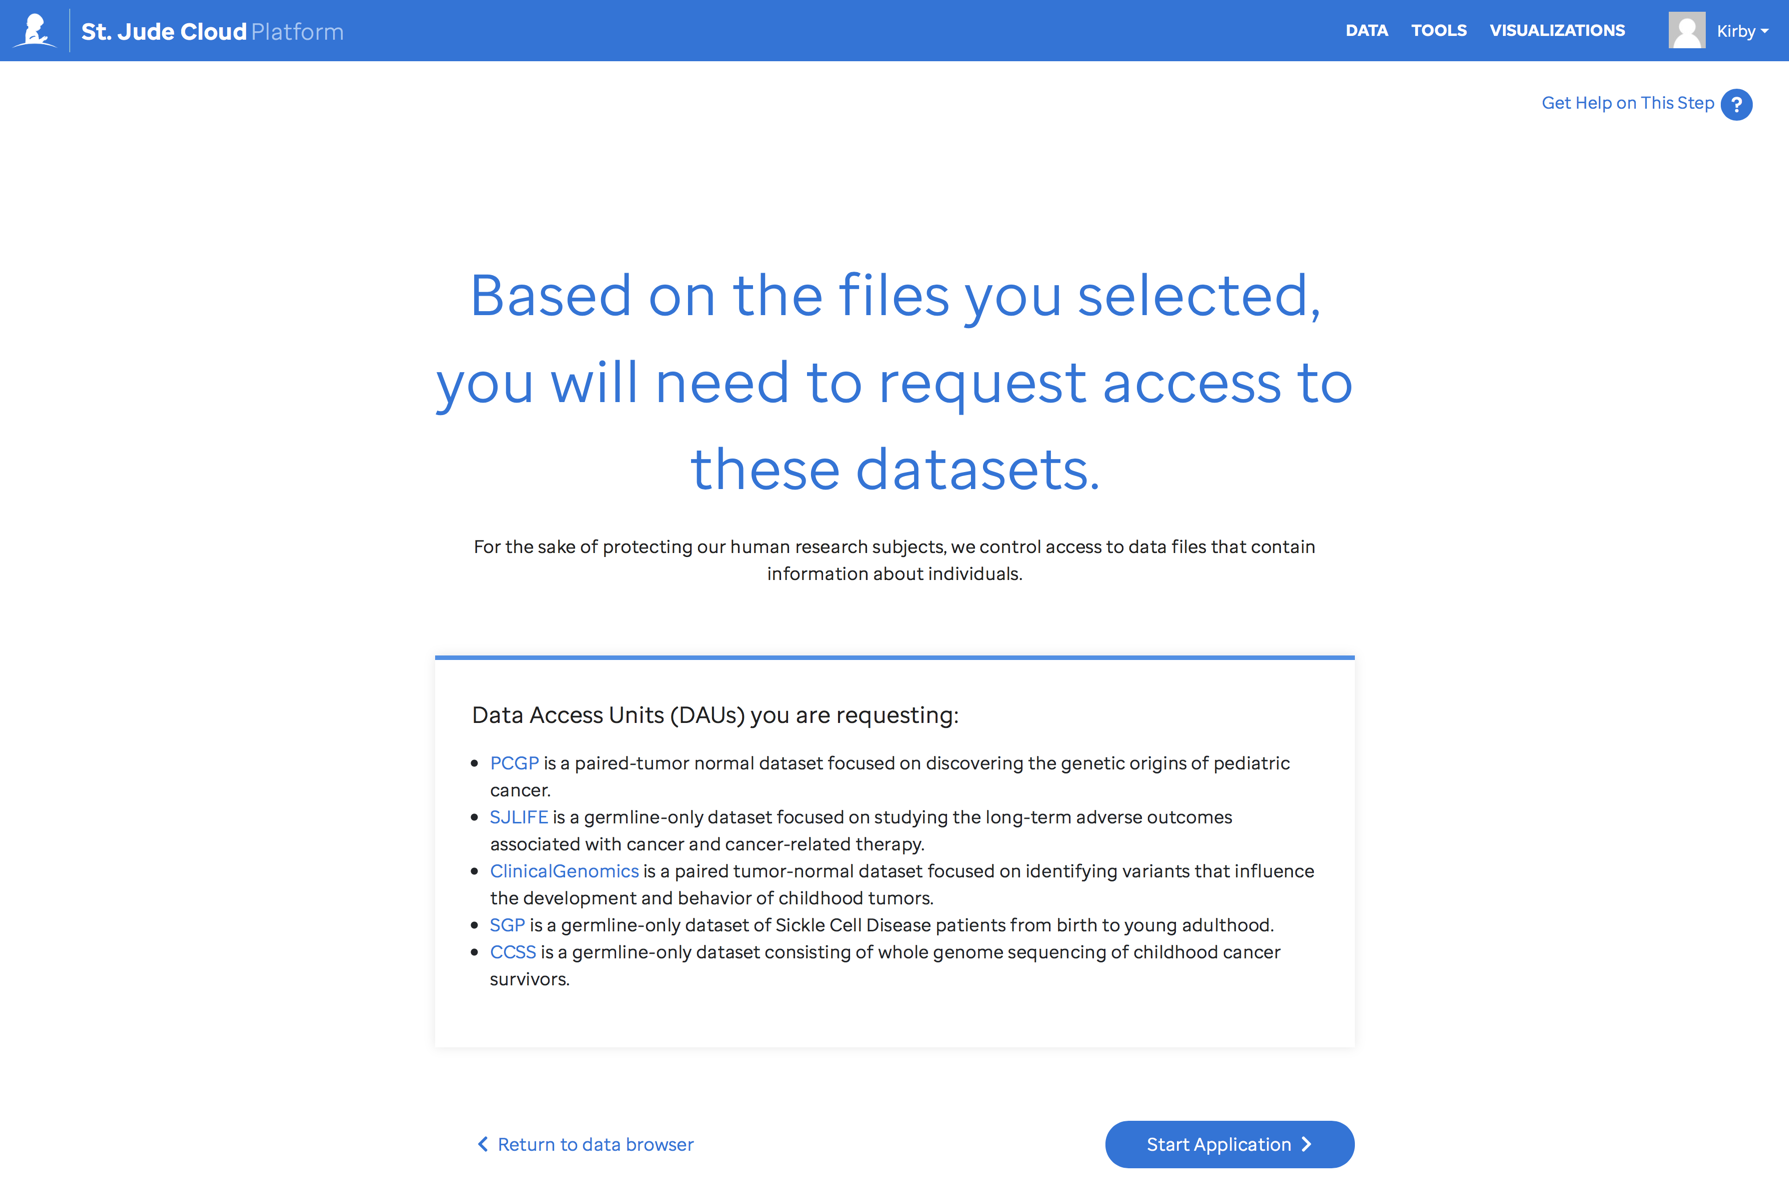 St. Jude Cloud Platform
DATA TOOLS VISUALIZATIONS Kirby
Get Help on This Step ?
Based on the files you selected,
you will need to request access to
these datasets.
For the sake of protecting our human research subjects, we control access to data files that contain
information about individuals.
Data Access Units (DAUs) you are requesting:
• PCGP is a paired-tumor normal dataset focused on discovering the genetic origins of pediatric
cancer.
• SJLIFE is a germline-only dataset focused on studying the long-term adverse outcomes
associated with cancer and cancer-related therapy.
• ClinicalGenomics is a paired tumor-normal dataset focused on identifying variants that influence
the development and behavior of childhood tumors.
• SGP is a germline-only dataset of Sickle Cell Disease patients from birth to young adulthood.
• CCSS is a germline-only dataset consisting of whole genome sequencing of childhood cancer
survivors.
Return to data browser
Start Application